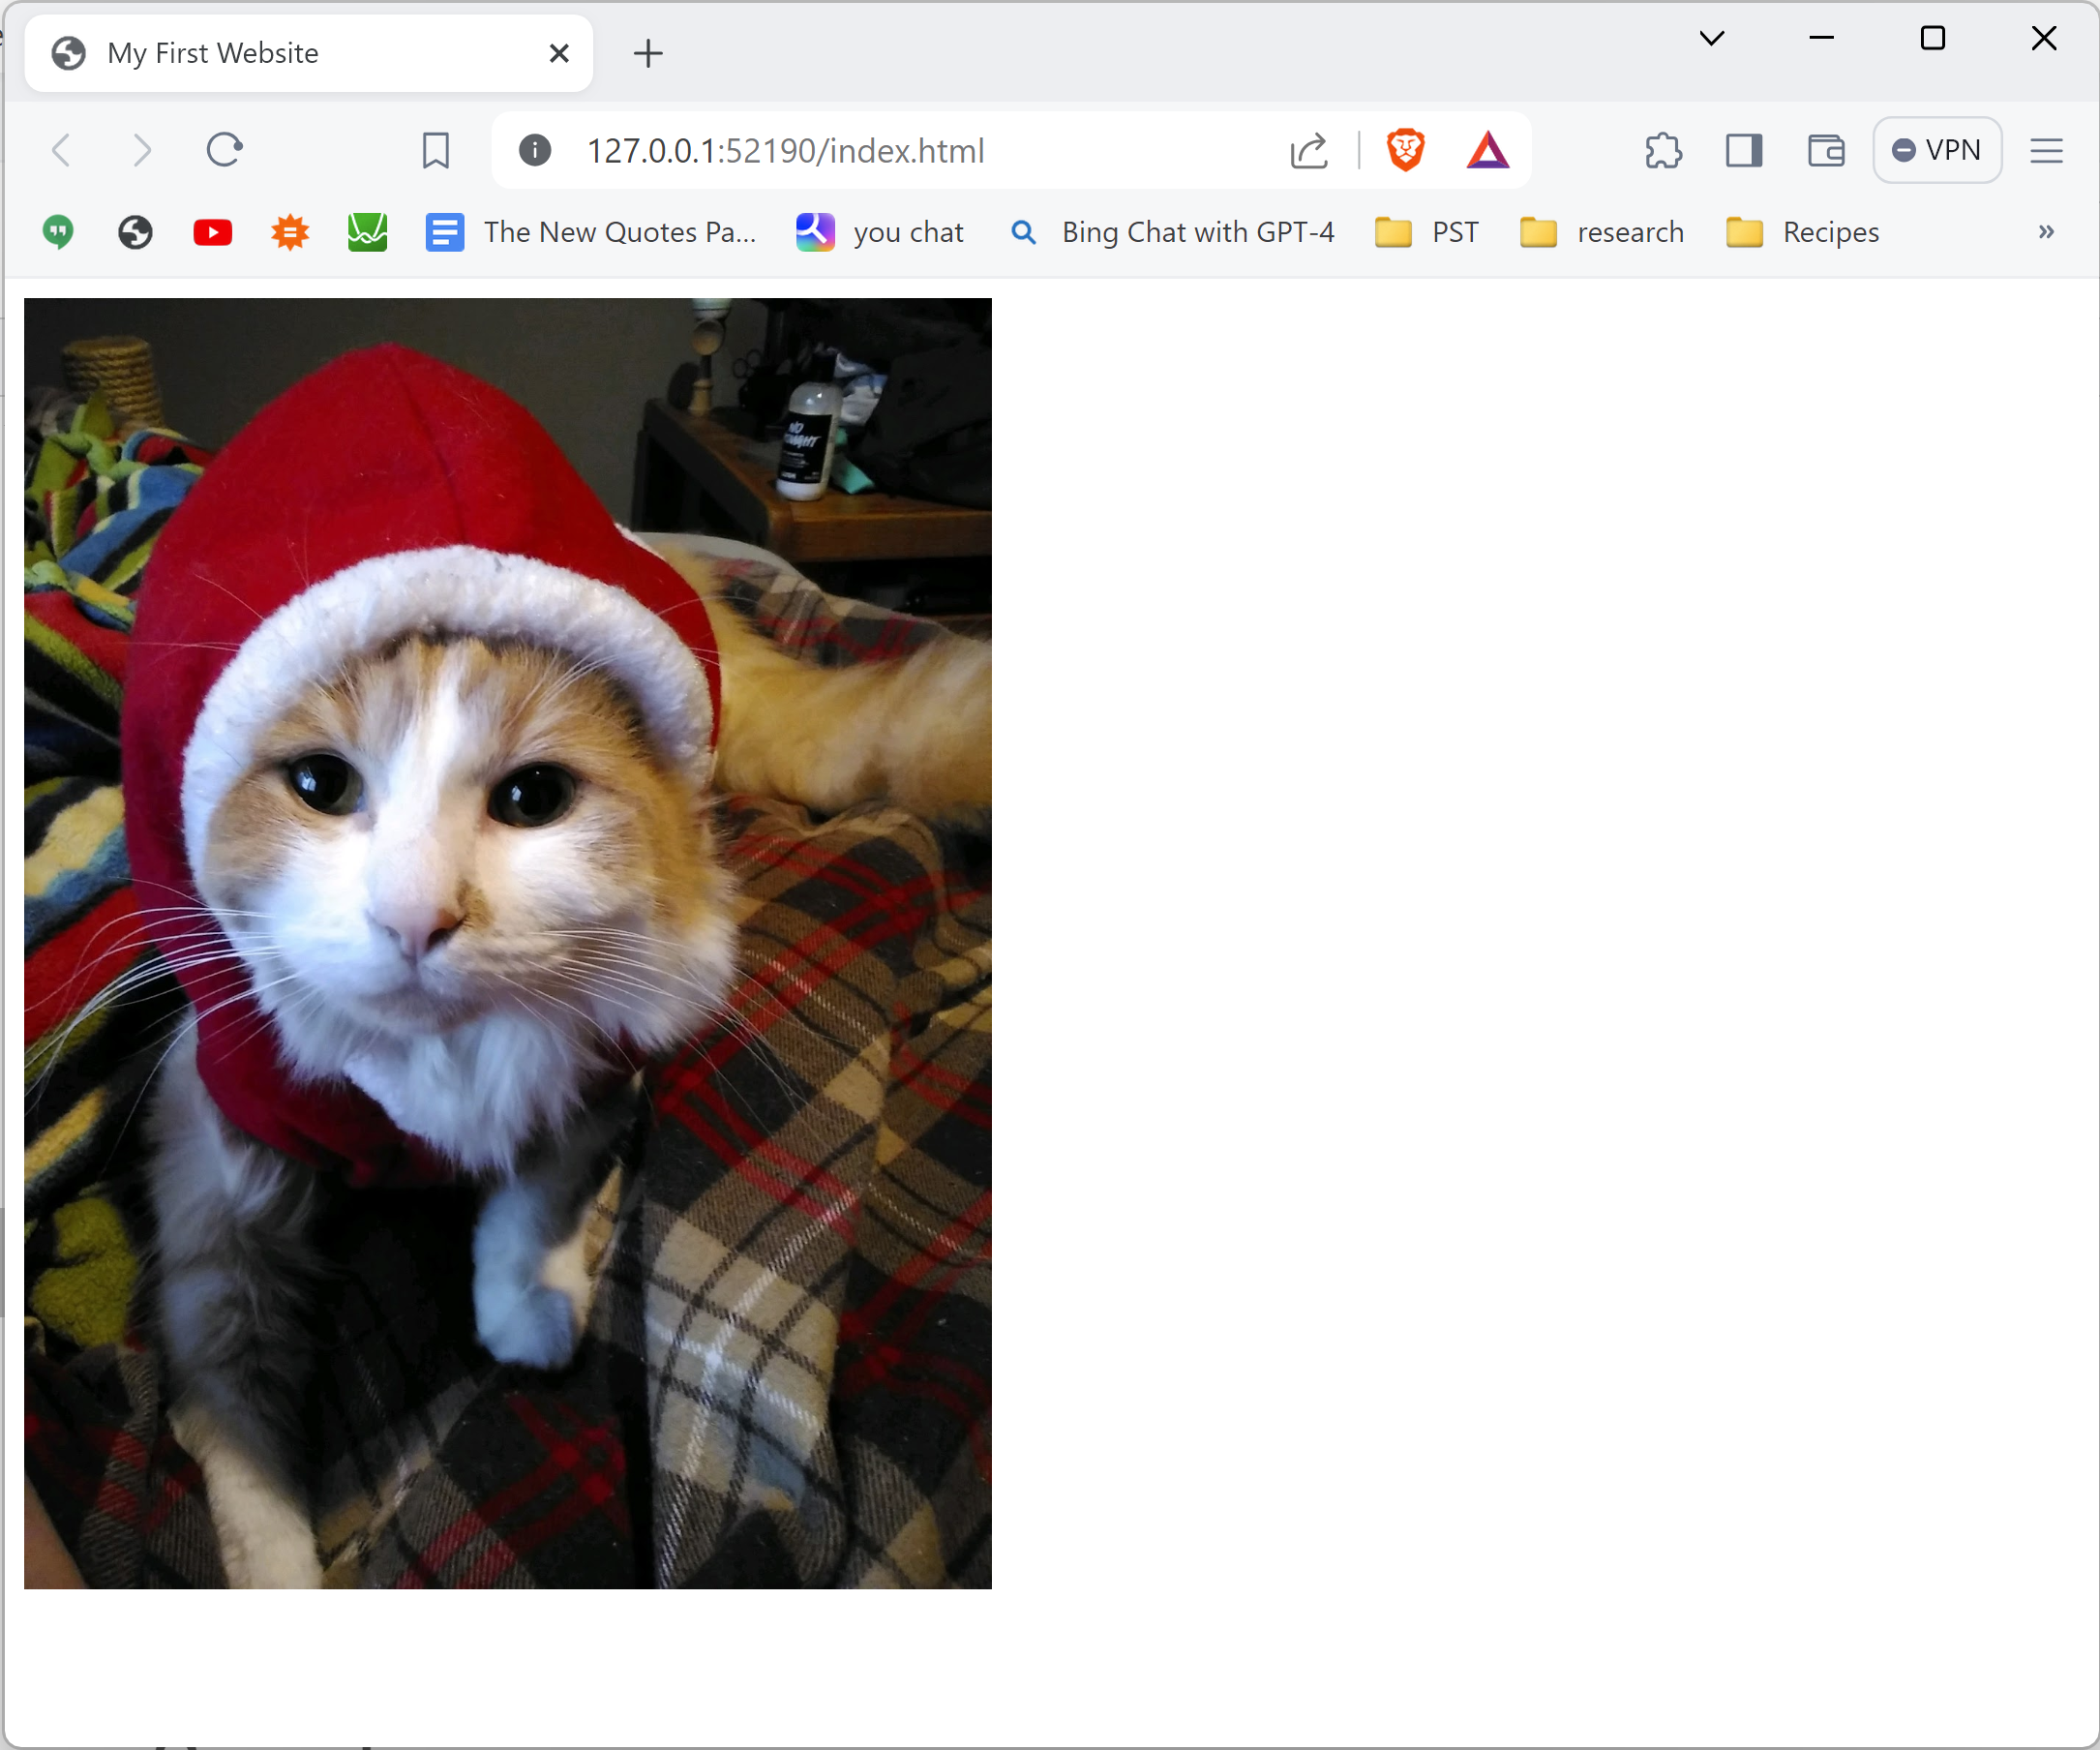 My First Website
127.0.0.1:52190/index.html
VPN
The New Quotes Pa...
you chat
Bing Chat with GPT-4
PST
research
Recipes
NO